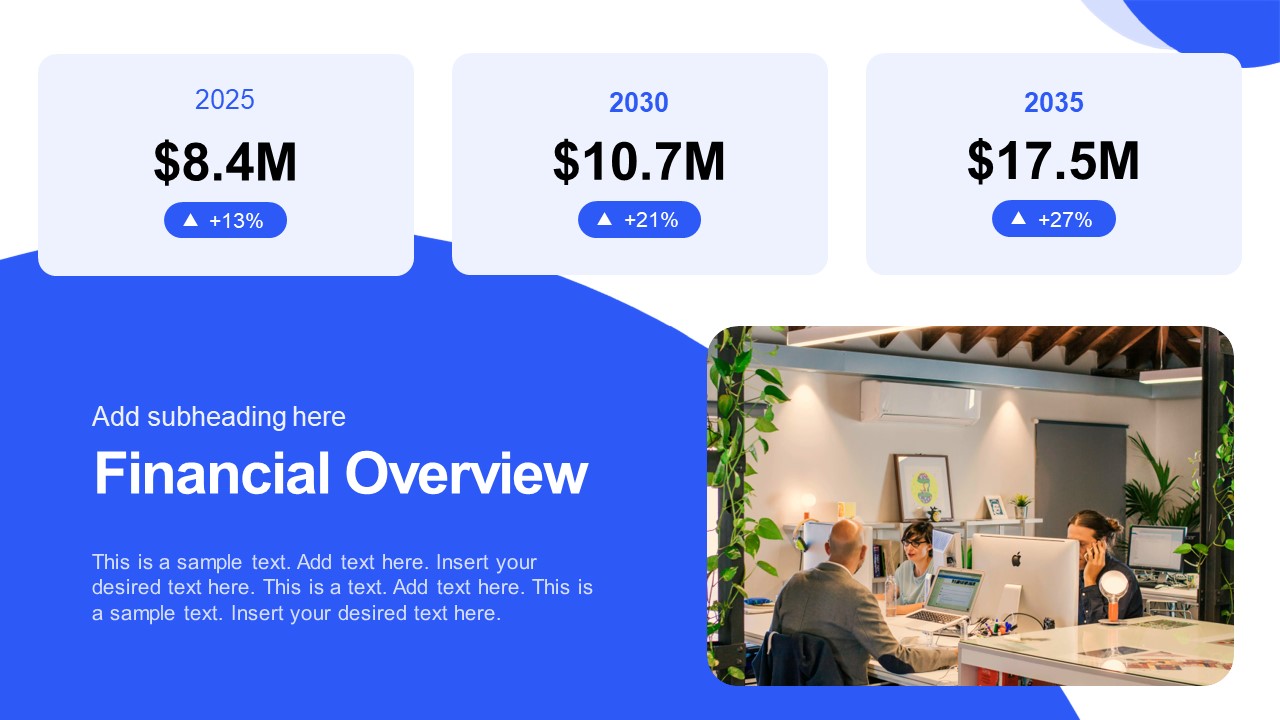 2025
$8.4M
+13%
2030
$10.7M
+21%
2035
$17.5M
+27%
Add subheading here
Financial Overview
This is a sample text. Add text here. Insert your
desired text here. This is a text. Add text here. This is
a sample text. Insert your desired text here.